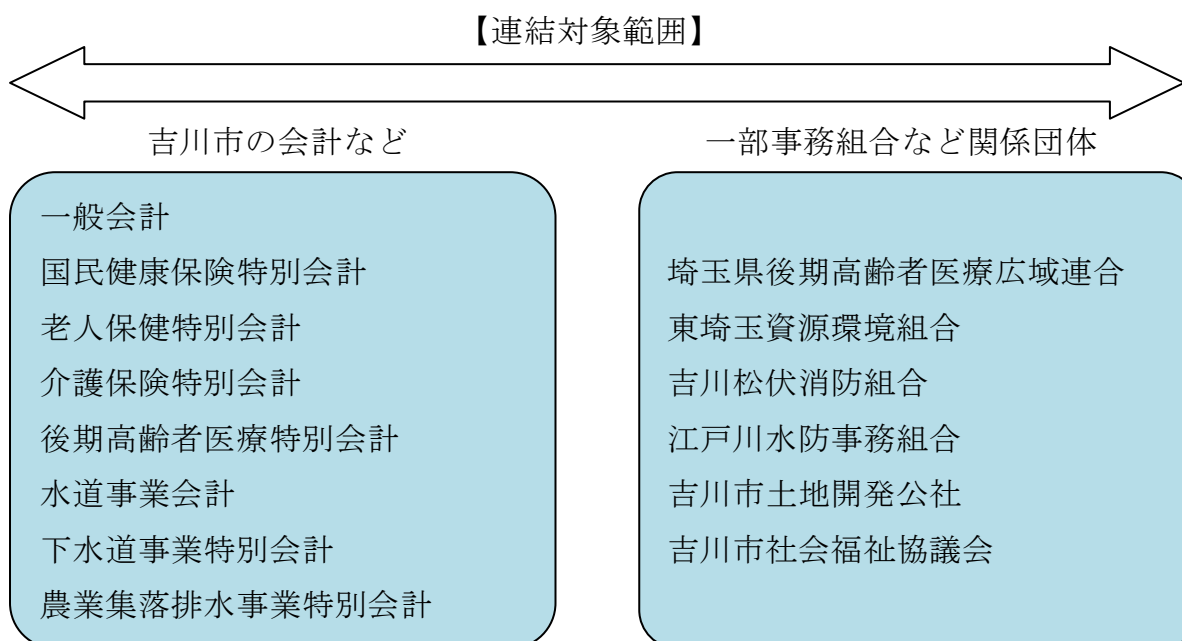 【連結対象範囲】
吉川市の会計など
一般会計
国民健康保険特別会計
老人保健特別会計
介護保険特別会計
後期高齢者医療特別会計
水道事業会計
下水道事業特別会計
農業集落排水事業特別会計
一部事務組合など関係団体
埼玉県後期高齢者医療広域連合
東埼玉資源環境組合
吉川松伏消防組合
江戸川水防事務組合
吉川市土地開発公社
吉川市社会福祉協議会